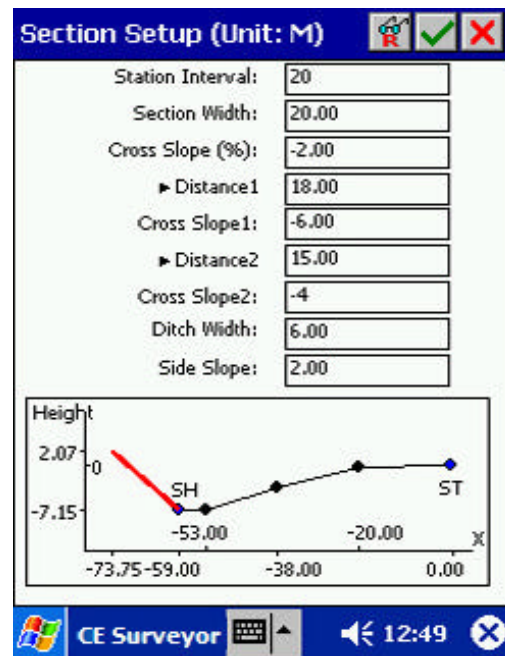 Section Setup (Unit: M)
R
Station Interval: 20
Section Width: 20.00
Cross Slope (%): -2.00
▸ Distance1 18.00
Cross Slope1: -6.00
▸ Distance2 15.00
Cross Slope2: -4
Ditch Width: 6.00
Side Slope: 2.00
Height
2.07
0
SH
ST
-7.15
-53.00 -20.00 X
-73.75 -59.00 -38.00 0.00
CE Surveyor 12:49